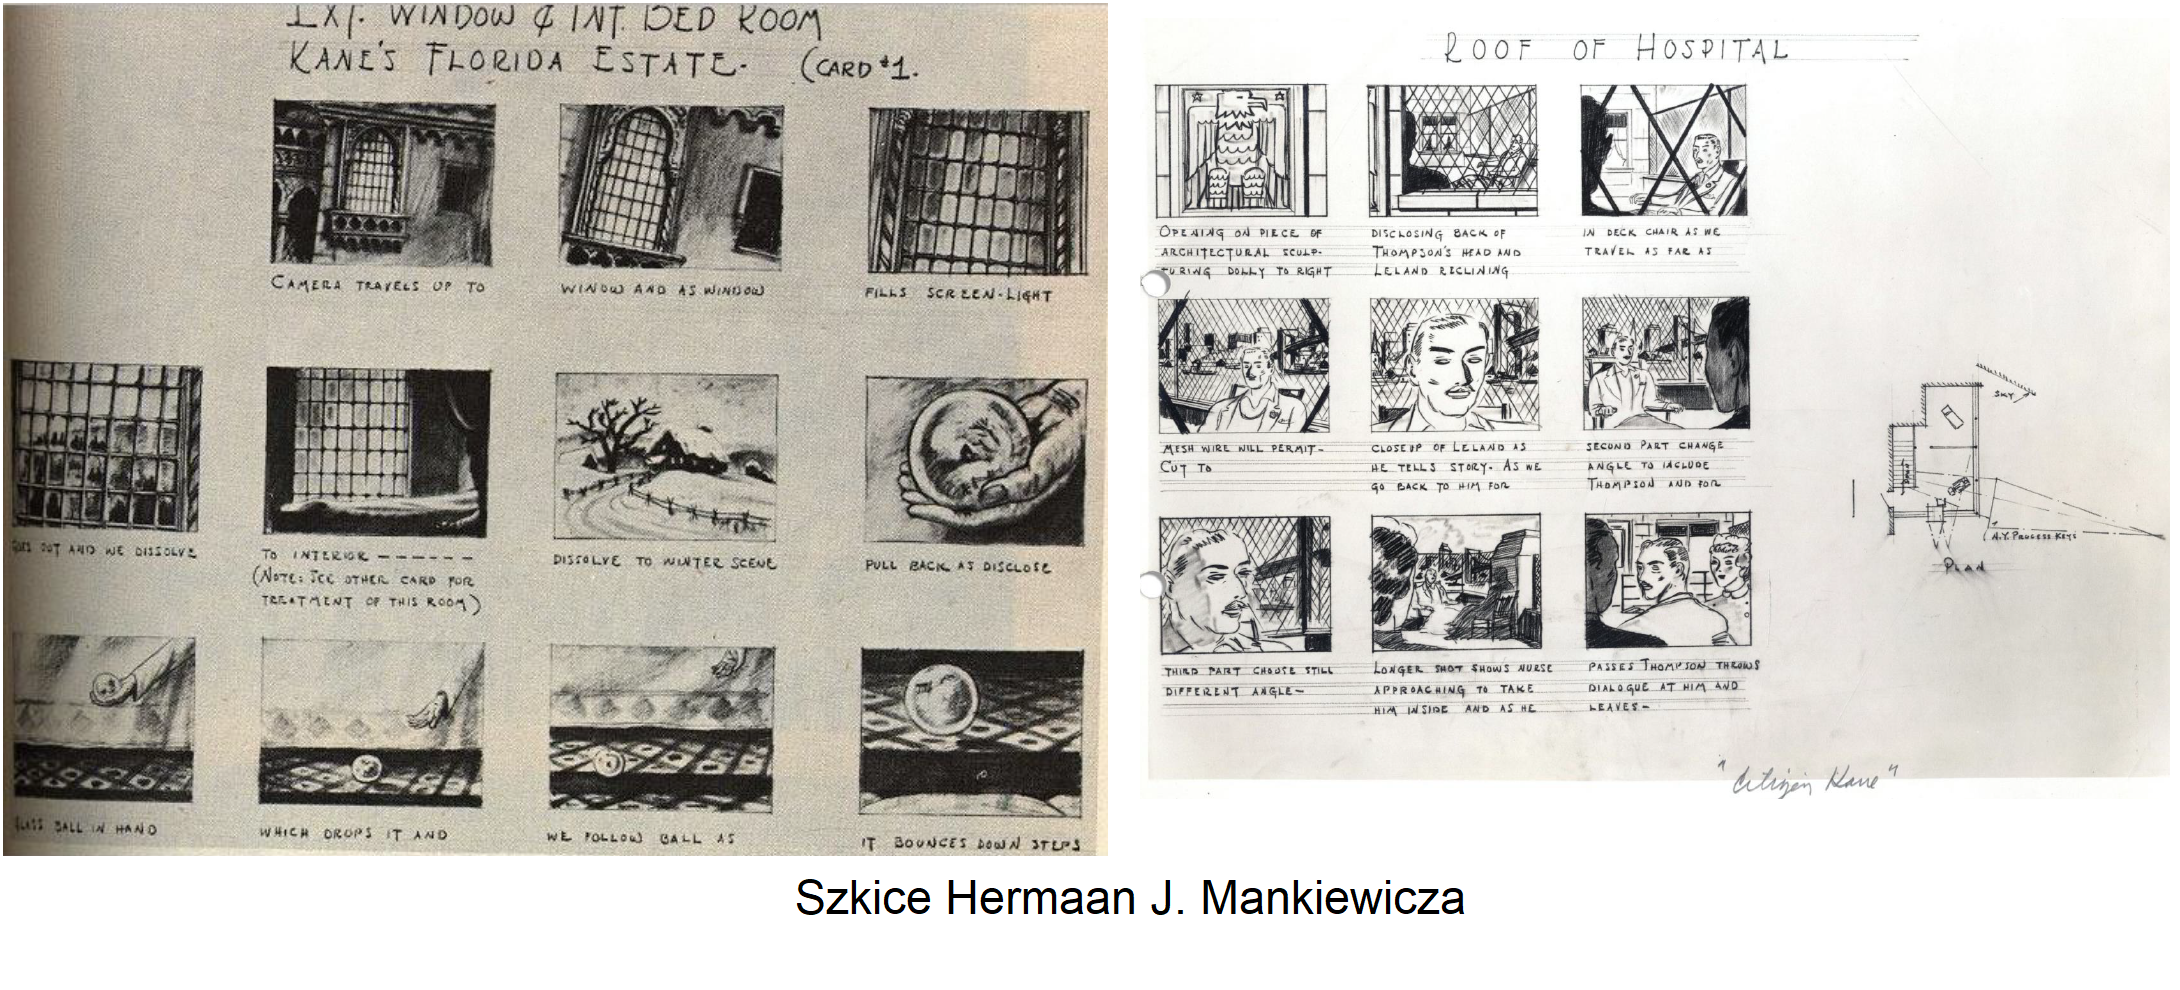 EXT. WINDOW & INT. BED ROOM
KANE'S FLORIDA ESTATE- (CARD #1.
CAMERA TRAVELS UP TO
WINOW AND AS WINDOW
FILLS SCREEN-LIGHT
GOES OUT AND WE DISSOLVE
TO INTERIOR ------
(NOTE: SEE OTHER CARD FOR
TREATMENT OF THIS ROOM)
DISSOLVE TO WINTER SCENE
PULL BACK AS DISCLOSE
GLASS BALL IN HAND
WHICH DROPS IT AND
WE FOLLOW BALL AS
IT BOUNCES DOWN STEPS
ROOF OF HOSPITAL
OPENING ON PIECE OF
ARCHITECTURAL SCULP-
TURING DOLLY TO RIGHT
DISCLOSING BACK OF
THOMPSON'S HEAD AND
LELAND RECLINING
IN DECK CHAIR AS WE
TRAVEL AS FAR AS
MESH WIRE WILL PERMIT-
CUT TO
CLOSEUP OF LELAND AS
HE TELLS STORY- AS WE
GO BACK TO HIM FOR
SECOND PART CHANGE
ANGLE TO INCLUDE
THOMPSON AND FOR
THIRD PART CHOOSE STILL
DIFFERENT ANGLE-
LONGER SHOT SHOWS NURSE
APPROACHING TO TAKE
HIM INSIDE AND AS HE
PASSES THOMPSON THROWS
DIALOGUE AT HIM AND
LEAVES-
SKY
N.Y. PROCESS KEYS
PLAN
"Citizen Kane"
Szkice Hermaan J. Mankiewicza